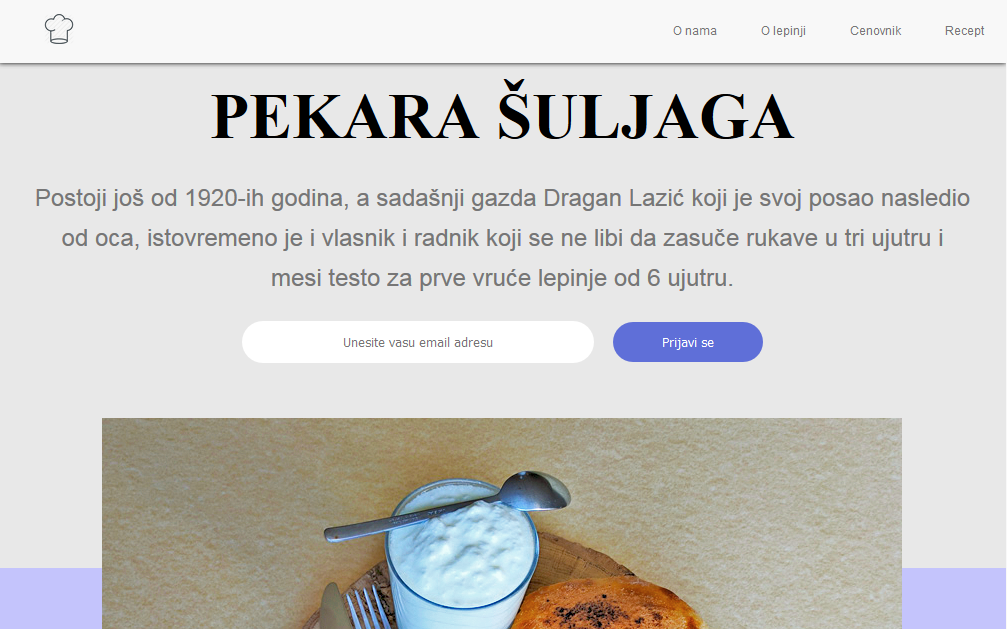 O nama
O lepinji
Cenovnik
Recept
PEKARA ŠULJAGA
Postoji još od 1920-ih godina, a sadašnji gazda Dragan Lazić koji je svoj posao nasledio
od oca, istovremeno je i vlasnik i radnik koji se ne libi da zasuče rukave u tri ujutru i
mesi testo za prve vruće lepinje od 6 ujutru.
Unesite vasu email adresu
Prijavi se